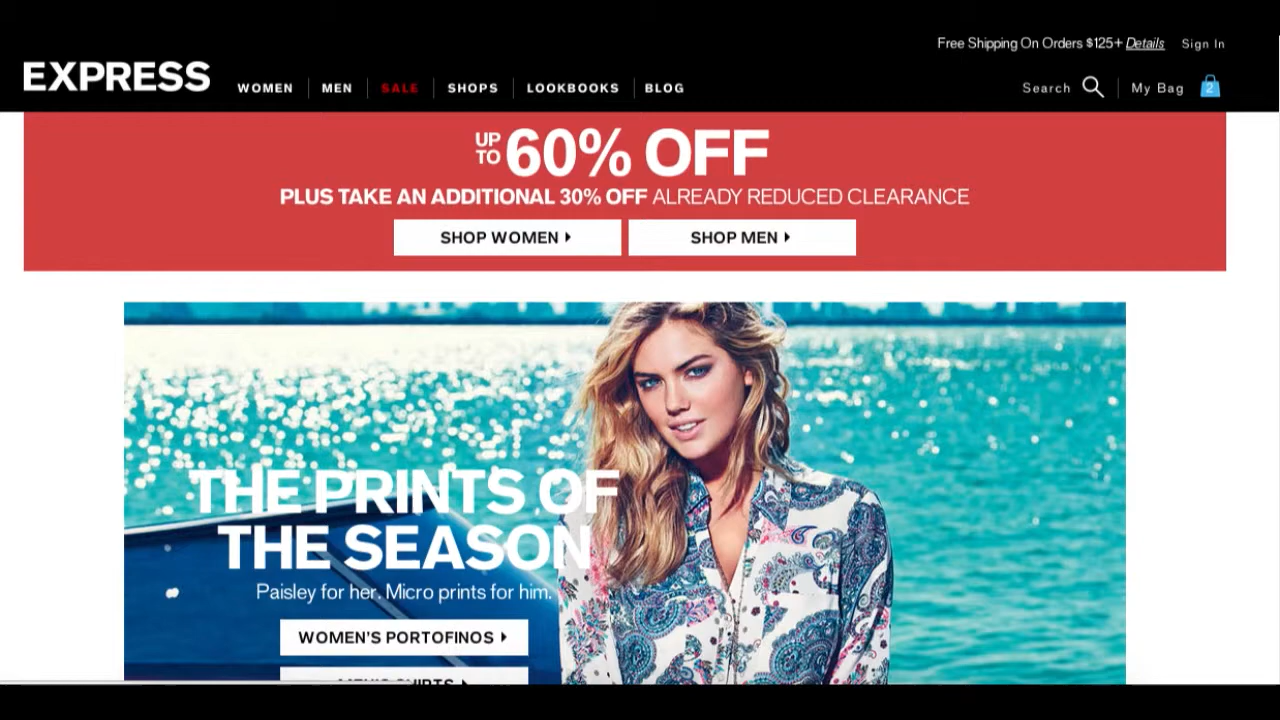 Free Shipping On Orders $125+ Details Sign In
EXPRESS
WOMEN MEN SALE SHOPS LOOKBOOKS BLOG
Search My Bag 2
UP TO 60% OFF
PLUS TAKE AN ADDITIONAL 30% OFF ALREADY REDUCED CLEARANCE
SHOP WOMEN SHOP MEN
THE PRINTS OF
THE SEASON
Paisley for her. Micro prints for him.
WOMEN'S PORTOFINOS
MEN'S SHIRTS